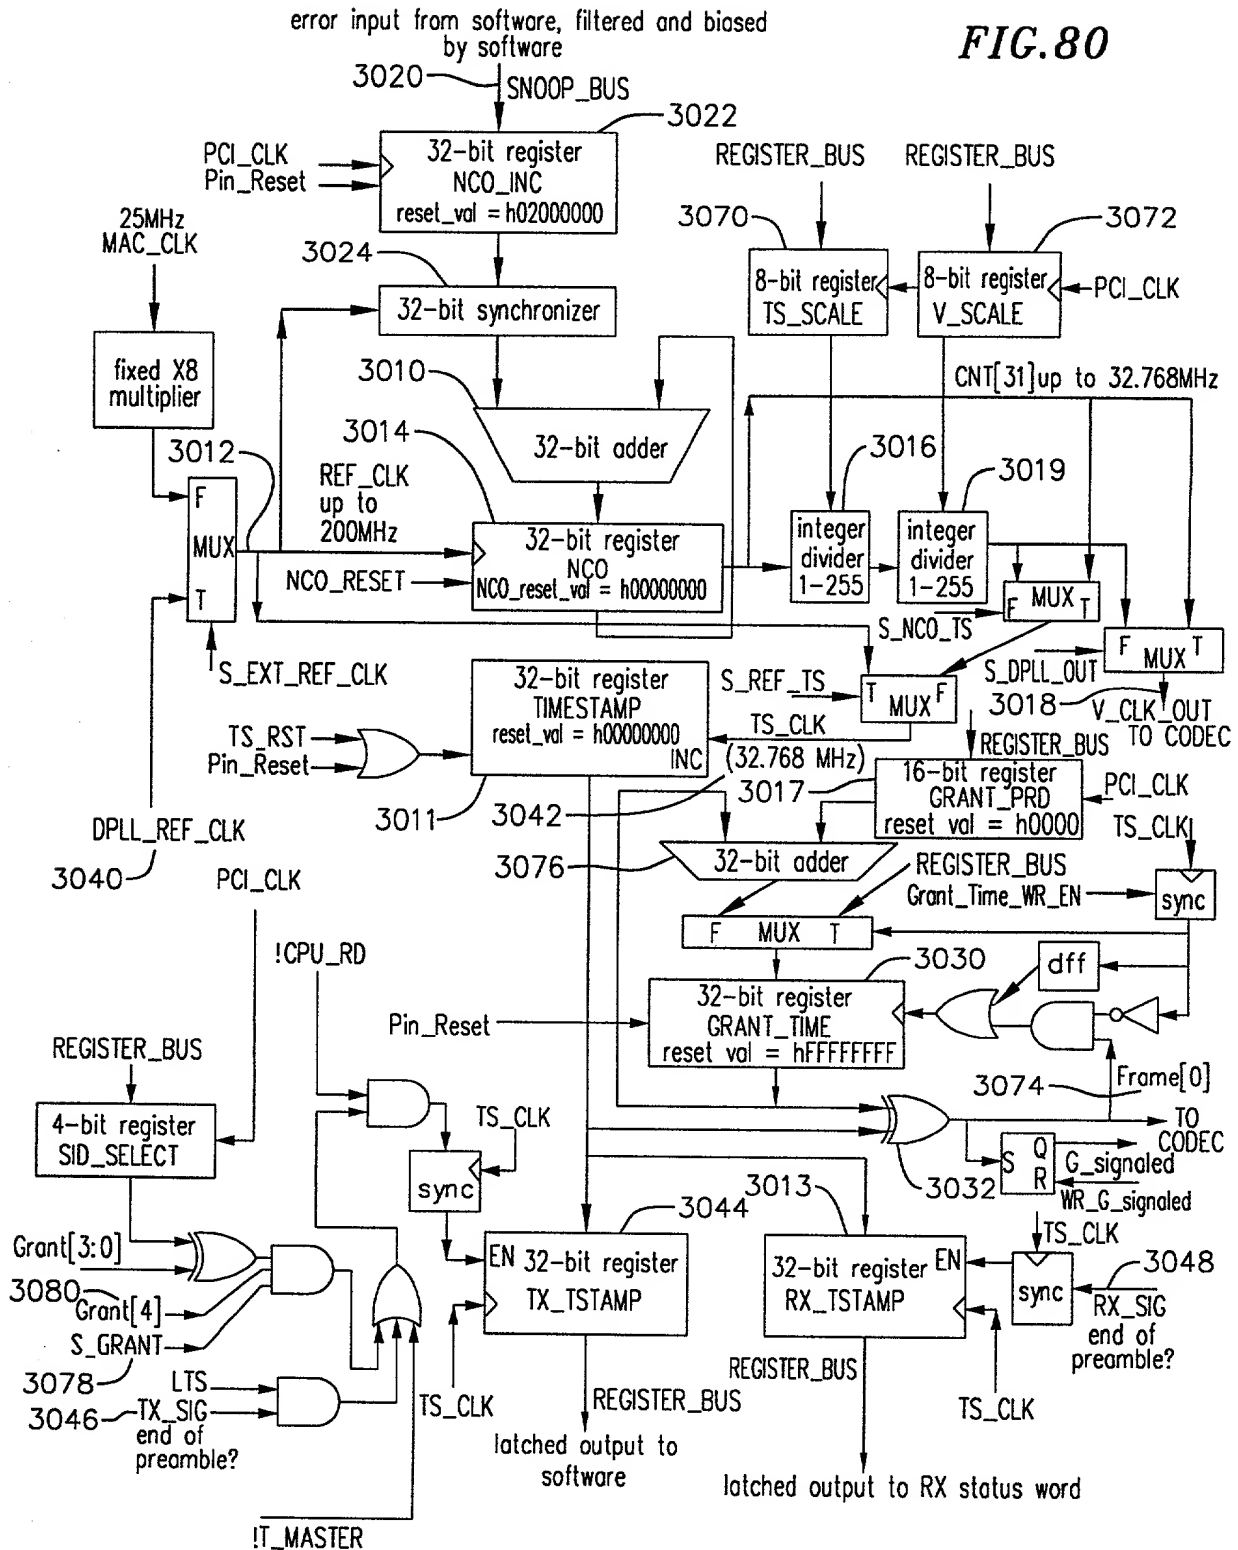 error input from software, filtered and biased
by software
FIG.80
3020
SNOOP_BUS
3022
PCI_CLK
Pin_Reset
32-bit register
NCO_INC
reset_val = h02000000
REGISTER_BUS
REGISTER_BUS
3070
3072
25MHz
MAC_CLK
3024
32-bit synchronizer
8-bit register
TS_SCALE
8-bit register
V_SCALE
PCI_CLK
fixed X8
multiplier
3010
32-bit adder
CNT[31] up to 32.768MHz
3012
3014
REF_CLK
up to
200MHz
3016
3019
F
MUX
T
32-bit register
NCO
NCO_reset_val = h00000000
NCO_RESET
integer
divider
1-255
integer
divider
1-255
F MUX T
S_NCO_TS
F MUX T
S_DPLL_OUT
S_EXT_REF_CLK
3018
V_CLK_OUT
TO CODEC
32-bit register
TIMESTAMP
reset_val = h00000000
INC
S_REF_TS
T MUX F
TS_CLK
(32.768 MHz)
TS_RST
Pin_Reset
3011
3042
3017
REGISTER_BUS
16-bit register
GRANT_PRD
reset val = h0000
PCI_CLK
TS_CLK
DPLL_REF_CLK
3040
PCI_CLK
3076
32-bit adder
REGISTER_BUS
Grant_Time_WR_EN
sync
F MUX T
!CPU_RD
3030
dff
32-bit register
GRANT_TIME
reset val = hFFFFFFFF
Pin_Reset
REGISTER_BUS
3074
Frame[0]
4-bit register
SID_SELECT
TS_CLK
sync
TO
CODEC
3032
S Q
R
G_signaled
WR_G_signaled
3044
3013
TS_CLK
Grant[3:0]
3080
Grant[4]
S_GRANT
3078
EN 32-bit register
TX_TSTAMP
32-bit register EN
RX_TSTAMP
sync
3048
RX_SIG
end of
preamble?
LTS
3046
TX_SIG
end of
preamble?
TS_CLK
REGISTER_BUS
REGISTER_BUS
TS_CLK
latched output to
software
latched output to RX status word
!T_MASTER